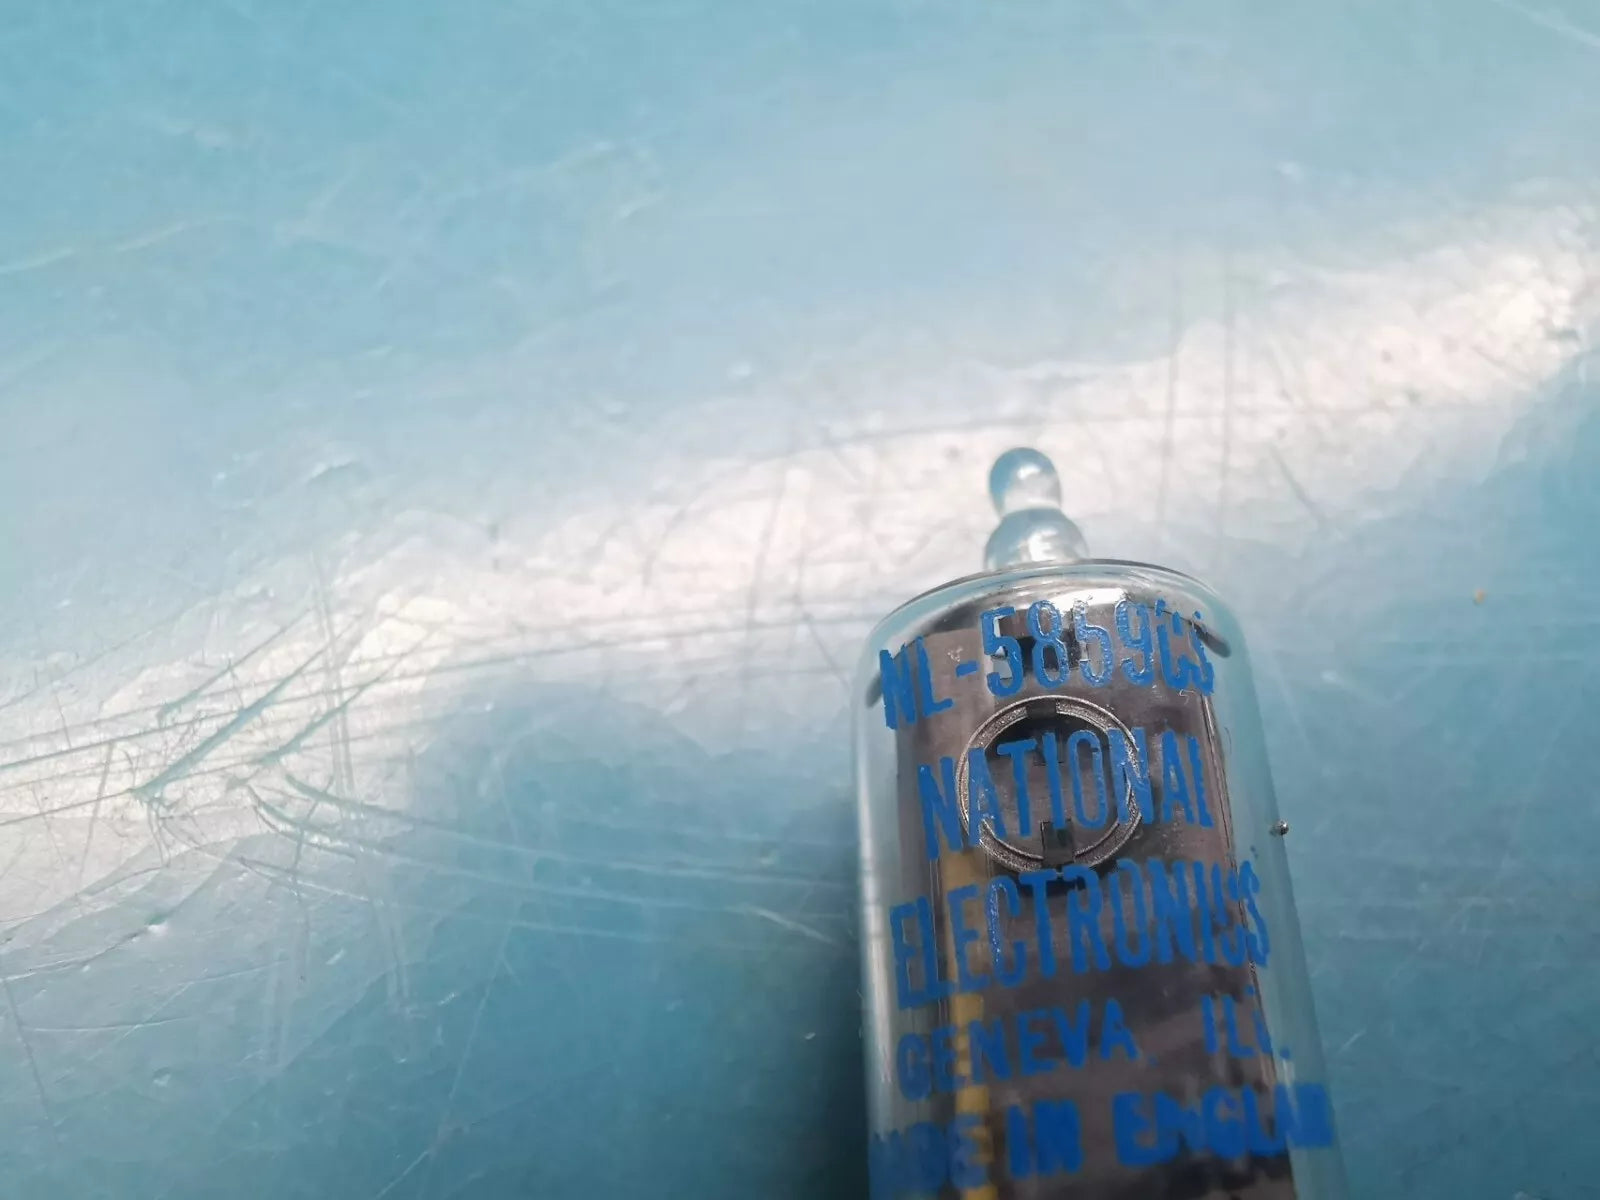 NL-5859CS
NATIONAL
ELECTRONICS
GENEVA, ILL.
MADE IN ENGLAND